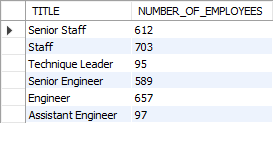 TITLE NUMBER_OF_EMPLOYEES
Senior Staff 612
Staff 703
Technique Leader 95
Senior Engineer 589
Engineer 657
Assistant Engineer 97